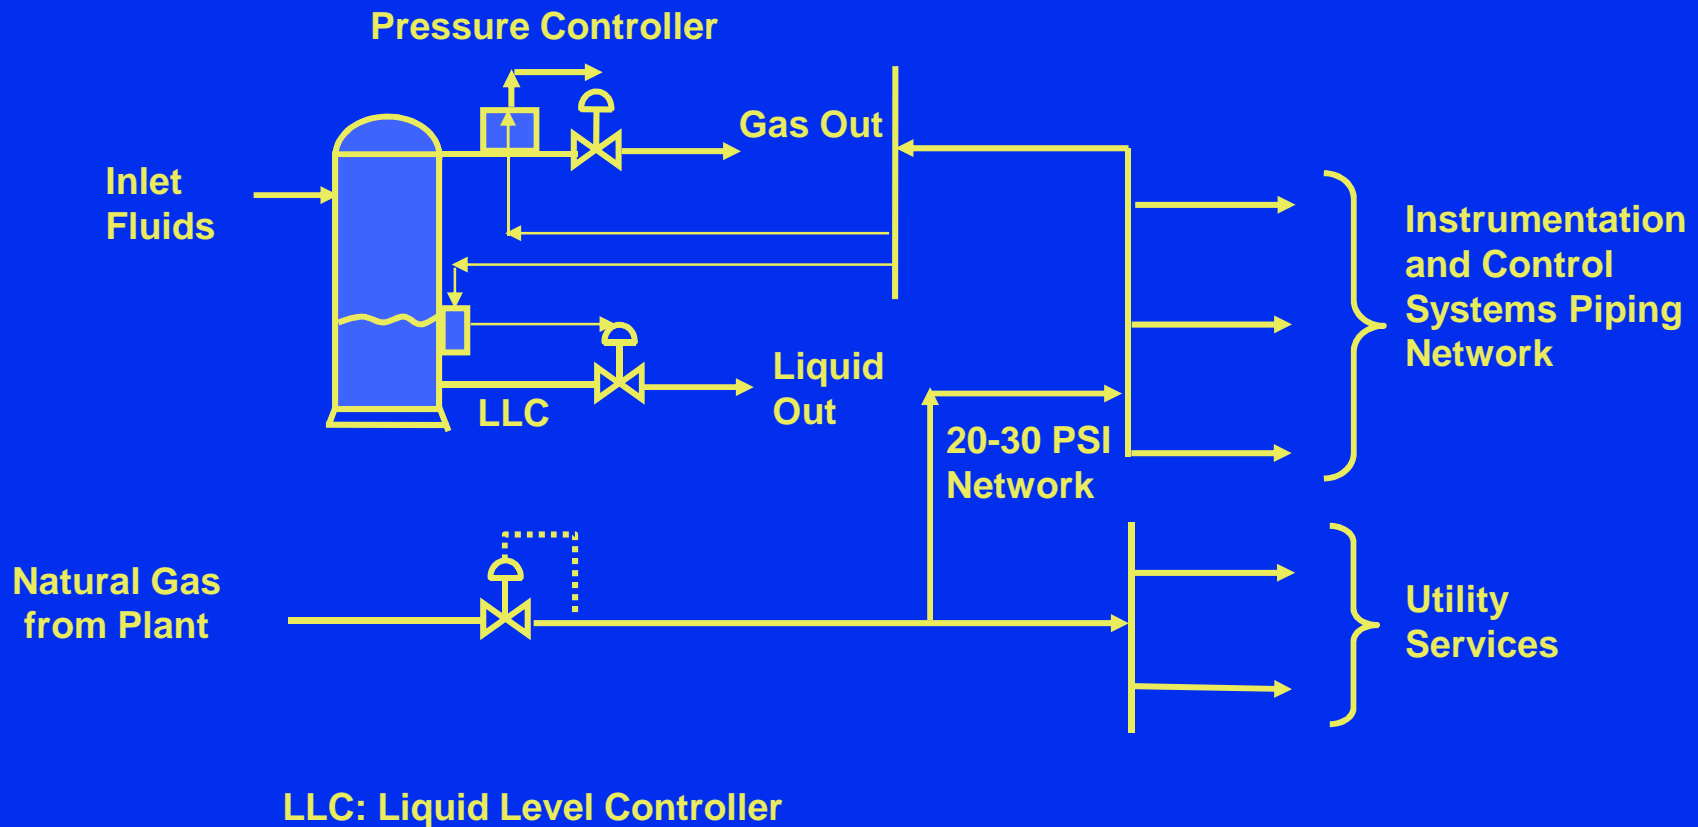 Pressure Controller
Gas Out
Inlet
Fluids
Instrumentation
and Control
Systems Piping
Network
Liquid
Out
LLC
20-30 PSI
Network
Natural Gas
from Plant
Utility
Services
LLC: Liquid Level Controller